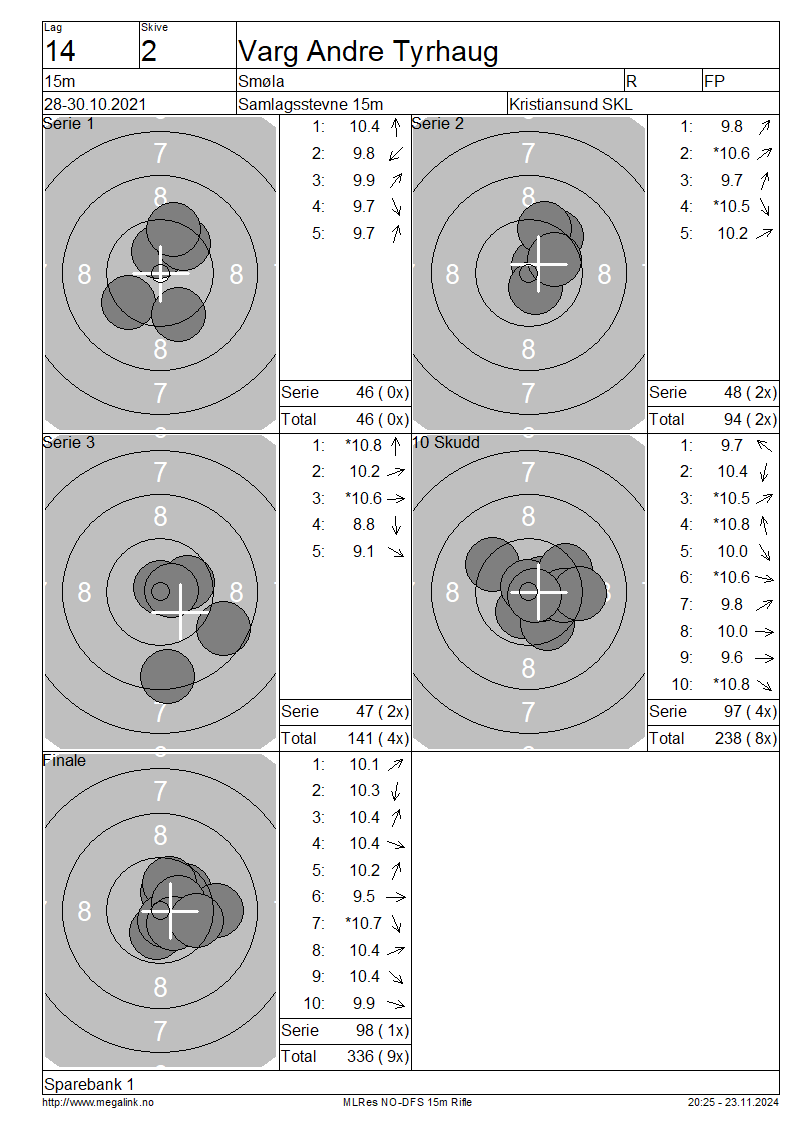 Lag
Skive
14
2
Varg Andre Tyrhaug
15m
Smøla
R
FP
28-30.10.2021
Samlagsstevne 15m
Kristiansund SKL
Serie 1
7
8
8
8
8
7
1: 10.4
2: 9.8
3: 9.9
4: 9.7
5: 9.7
Serie 46 ( 0x)
Total 46 ( 0x)
Serie 2
7
8
8
8
8
7
1: 9.8
2: *10.6
3: 9.7
4: *10.5
5: 10.2
Serie 48 ( 2x)
Total 94 ( 2x)
Serie 3
7
8
8
8
7
1: *10.8
2: 10.2
3: *10.6
4: 8.8
5: 9.1
Serie 47 ( 2x)
Total 141 ( 4x)
10 Skudd
7
8
8
8
8
7
1: 9.7
2: 10.4
3: *10.5
4: *10.8
5: 10.0
6: *10.6
7: 9.8
8: 10.0
9: 9.6
10: *10.8
Serie 97 ( 4x)
Total 238 ( 8x)
Finale
7
8
8
8
7
1: 10.1
2: 10.3
3: 10.4
4: 10.4
5: 10.2
6: 9.5
7: *10.7
8: 10.4
9: 10.4
10: 9.9
Serie 98 ( 1x)
Total 336 ( 9x)
Sparebank 1
http://www.megalink.no
MLRes NO-DFS 15m Rifle
20:25 - 23.11.2024